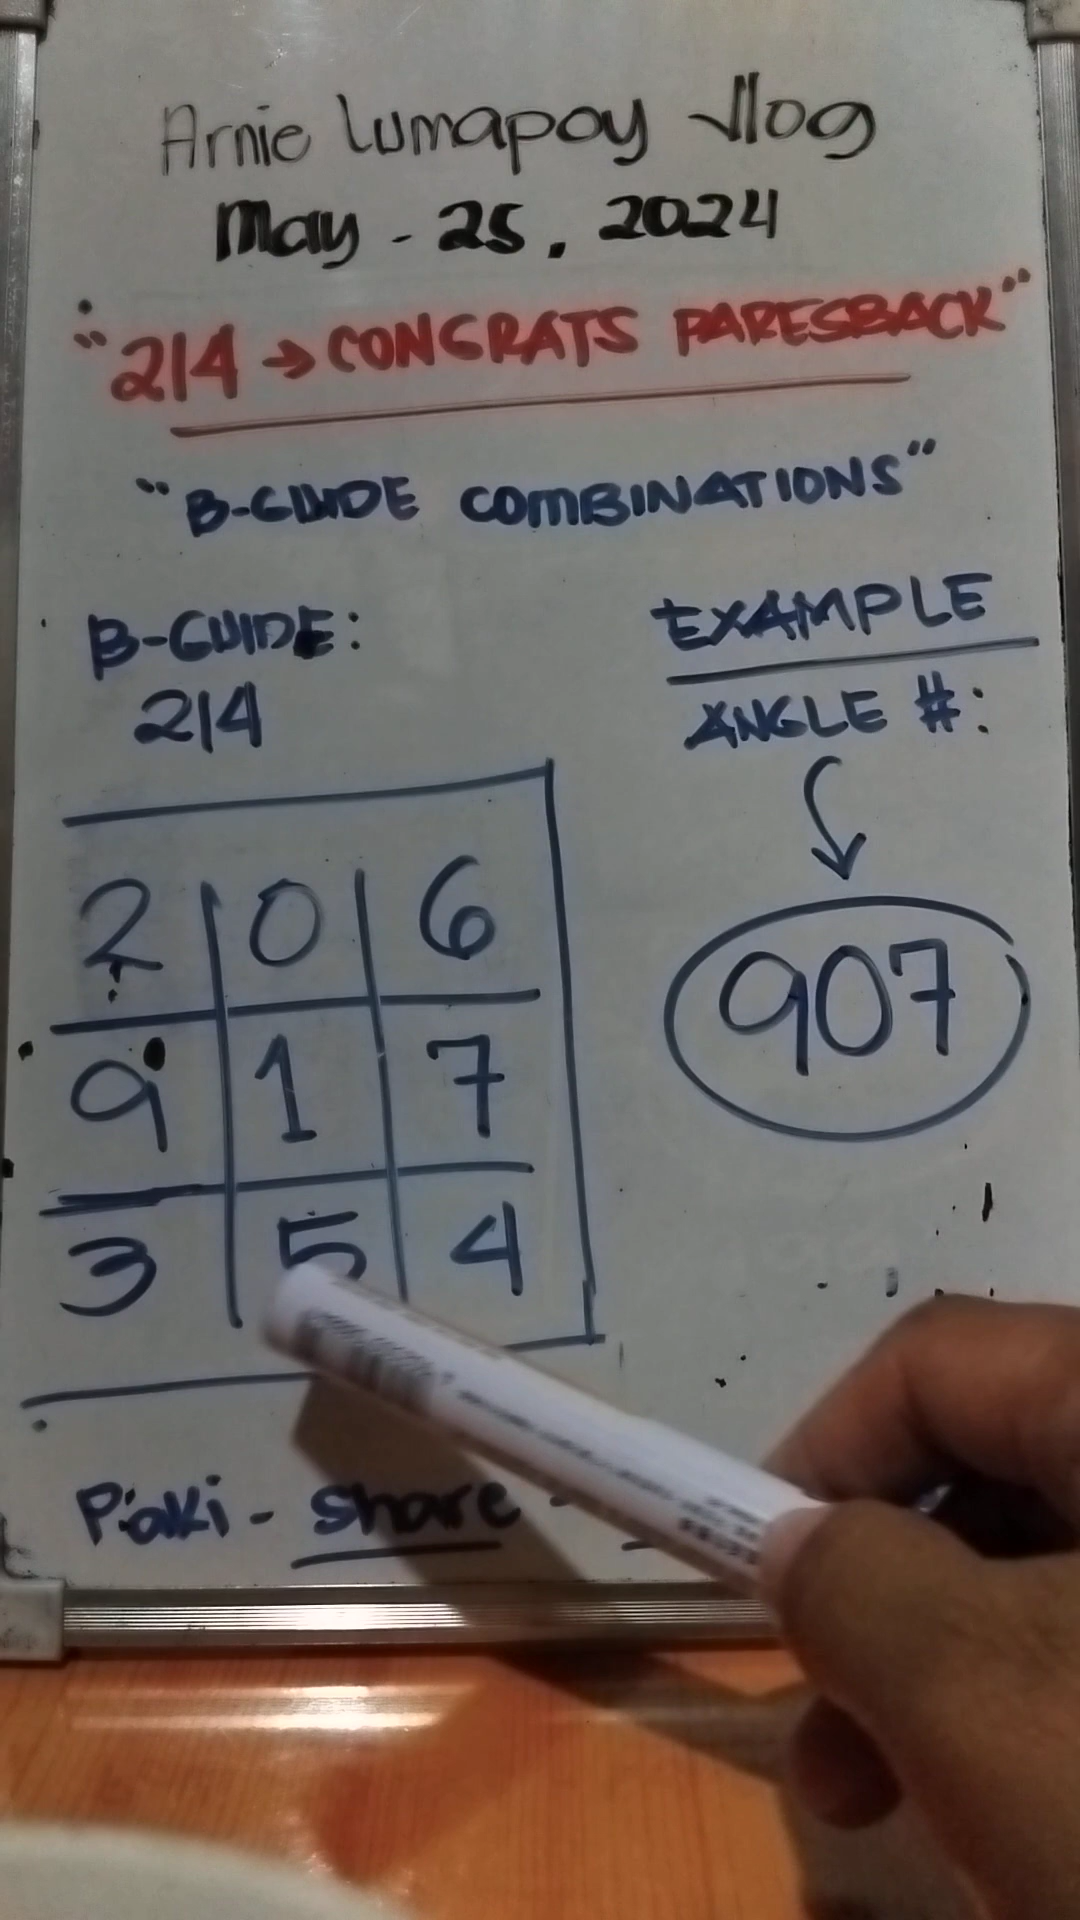 Arnie Lumapoy Vlog
May - 25, 2024
"214 → CONGRATS PARESBACK"
"B-GUIDE COMBINATIONS"
B-GUIDE:
214
2 0 6
9 1 7
3 5 4
EXAMPLE
ANGLE #:
907
Paki - share -